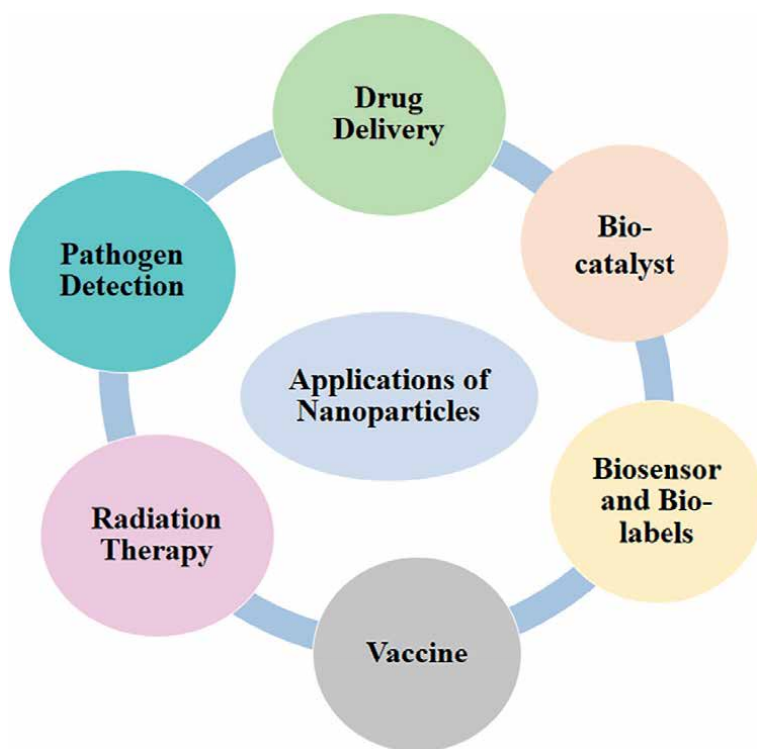 Drug
Delivery
Bio-
catalyst
Biosensor
and Bio-
labels
Vaccine
Radiation
Therapy
Pathogen
Detection
Applications of
Nanoparticles